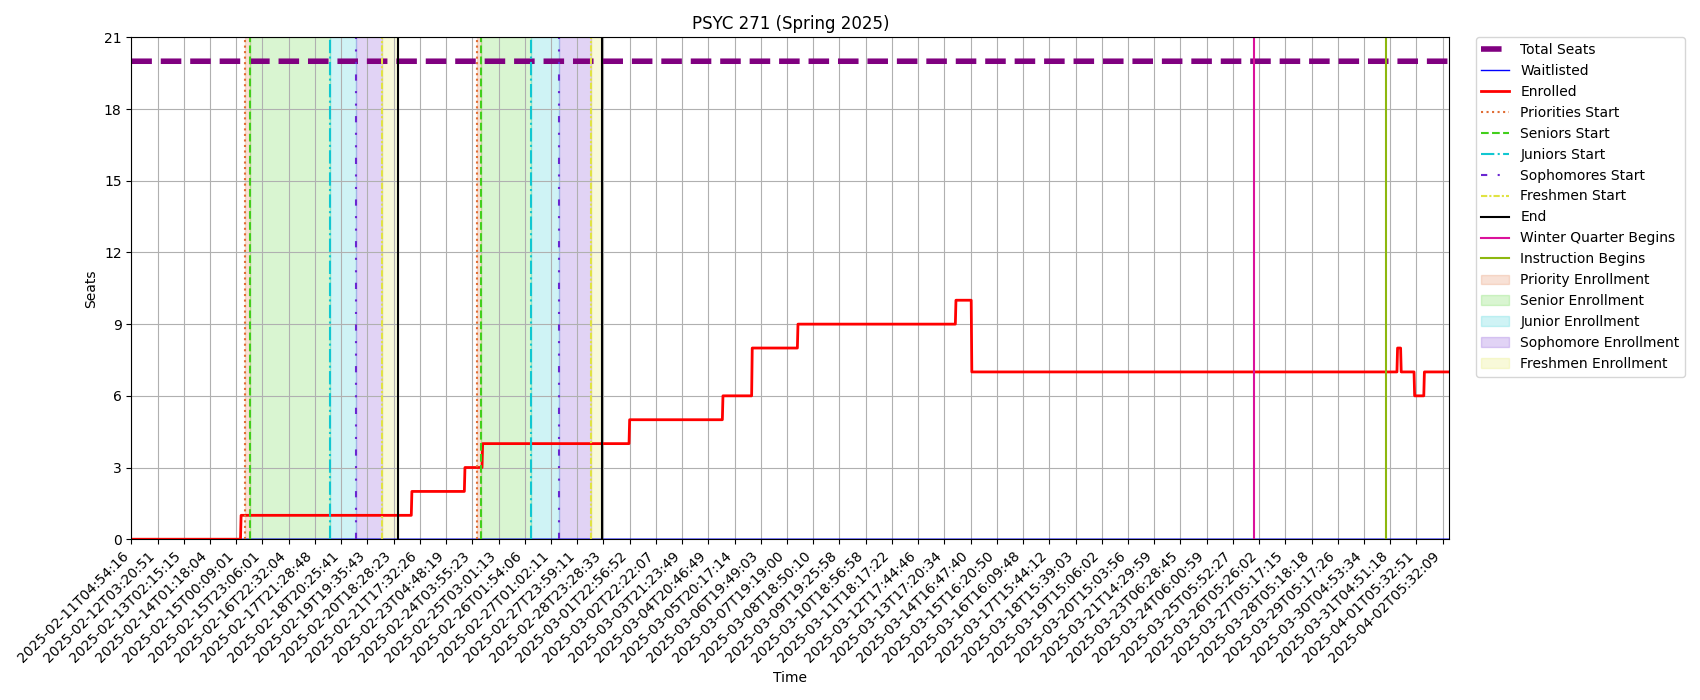 PSYC 271 (Spring 2025)
21
18
15
12
9
6
3
0
Seats
2025-02-11T04:54:16
2025-02-12T03:20:51
2025-02-13T02:15:15
2025-02-14T01:18:04
2025-02-15T00:09:01
2025-02-15T23:06:01
2025-02-16T22:32:04
2025-02-17T21:28:48
2025-02-18T20:25:41
2025-02-19T19:35:43
2025-02-20T18:28:23
2025-02-21T17:32:26
2025-02-23T04:48:19
2025-02-24T03:55:23
2025-02-25T03:01:13
2025-02-26T01:54:06
2025-02-27T01:02:11
2025-02-27T23:59:11
2025-02-28T23:28:33
2025-03-01T22:56:52
2025-03-02T22:22:07
2025-03-03T21:23:49
2025-03-04T20:46:49
2025-03-05T20:17:14
2025-03-06T19:49:03
2025-03-07T19:19:00
2025-03-08T18:50:10
2025-03-09T19:25:58
2025-03-10T18:56:58
2025-03-11T18:17:22
2025-03-12T17:44:46
2025-03-13T17:20:34
2025-03-14T16:47:40
2025-03-15T16:20:50
2025-03-16T16:09:48
2025-03-17T15:44:12
2025-03-18T15:39:03
2025-03-19T15:06:02
2025-03-20T15:03:56
2025-03-21T14:29:59
2025-03-23T06:28:45
2025-03-24T06:00:59
2025-03-25T05:52:27
2025-03-26T05:26:02
2025-03-27T05:17:15
2025-03-28T05:18:18
2025-03-29T05:17:26
2025-03-30T04:53:34
2025-03-31T04:51:18
2025-04-01T05:32:51
2025-04-02T05:32:09
Time
Total Seats
Waitlisted
Enrolled
Priorities Start
Seniors Start
Juniors Start
Sophomores Start
Freshmen Start
End
Winter Quarter Begins
Instruction Begins
Priority Enrollment
Senior Enrollment
Junior Enrollment
Sophomore Enrollment
Freshmen Enrollment